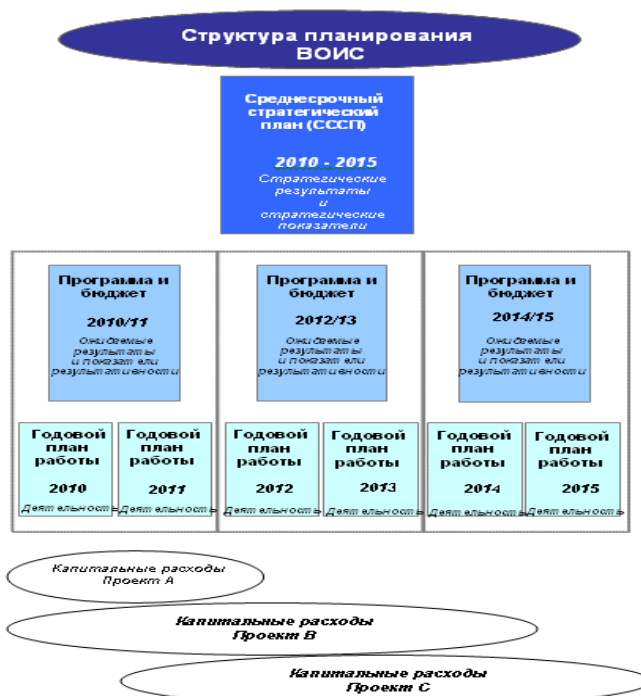 Структура планирования
ВОИС
Среднесрочный
стратегический
план (СССП)
2010 - 2015
Стратегические
результаты
и
стратегические
показатели
Программа и
бюджет
2010/11
Ожидаемые
результаты
и показатели
результативности
Программа и
бюджет
2012/13
Ожидаемые
результаты
и показатели
результативности
Программа и
бюджет
2014/15
Ожидаемые
результаты
и показатели
результативности
Годовой
план
работы
2010
Деятельность
Годовой
план
работы
2011
Деятельность
Годовой
план
работы
2012
Деятельность
Годовой
план
работы
2013
Деятельность
Годовой
план
работы
2014
Деятельность
Годовой
план
работы
2015
Деятельность
Капитальные расходы
Проект А
Капитальные расходы
Проект В
Капитальные расходы
Проект С